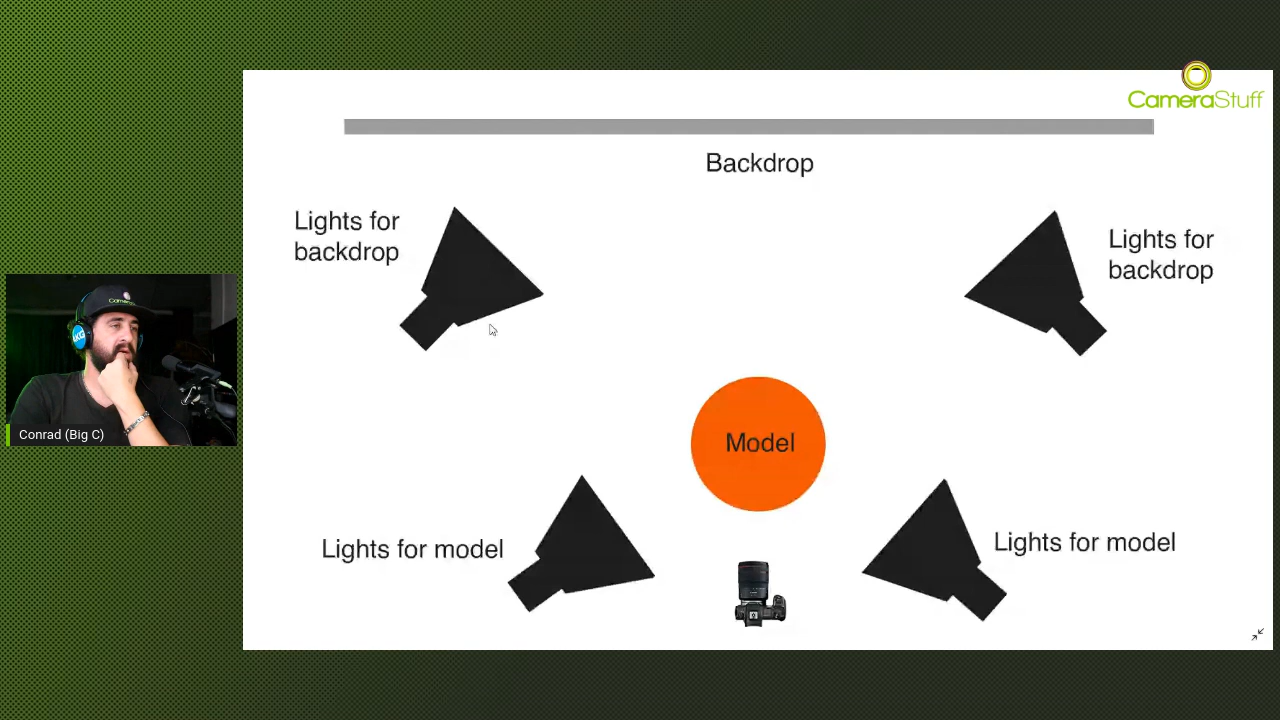 CameraStuff
Backdrop
Lights for
backdrop
Lights for
backdrop
Model
Lights for model
Lights for model
Conrad (Big C)